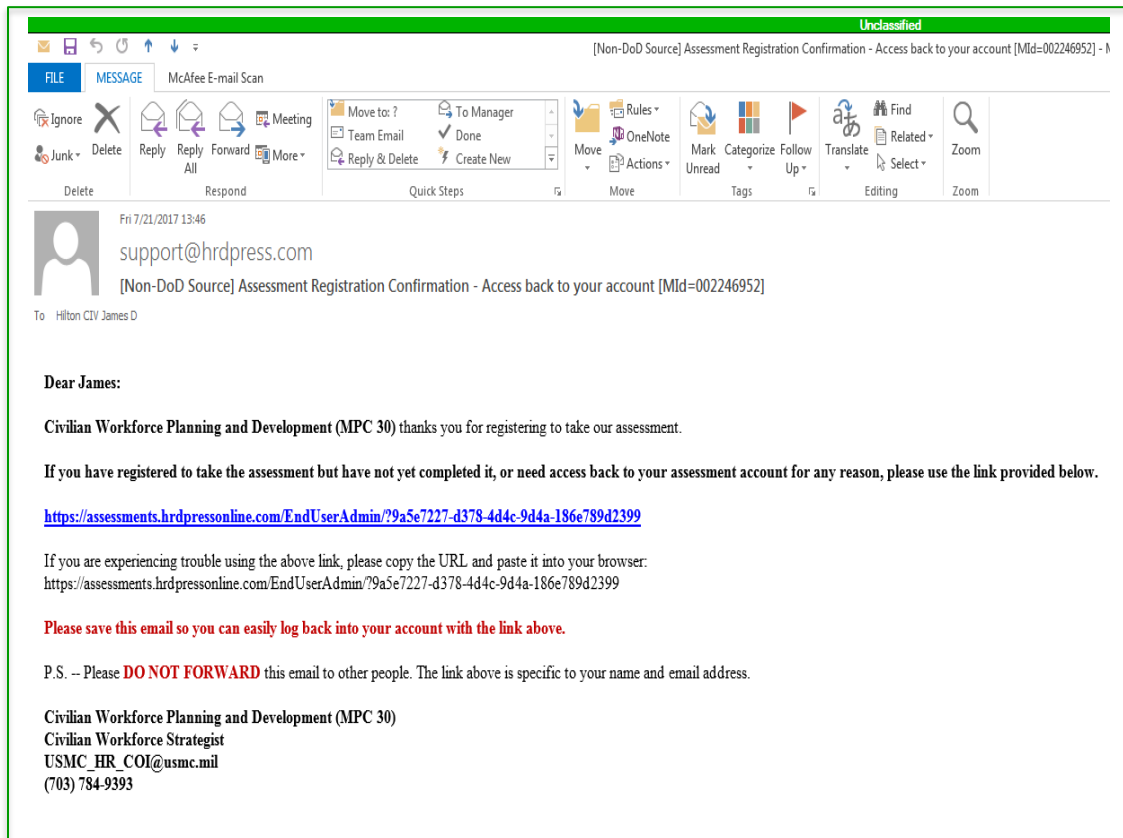 Unclassified
[Non-DoD Source] Assessment Registration Confirmation - Access back to your account [MId=002246952] -
FILE MESSAGE McAfee E-mail Scan
Ignore
Junk
Delete
Reply
Reply All
Forward
Meeting
More
Move to: ?
Team Email
Reply & Delete
To Manager
Done
Create New
Move
Rules
OneNote
Actions
Mark Unread
Categorize
Follow Up
Translate
Find
Related
Select
Zoom
Delete Respond Quick Steps Move Tags Editing Zoom
Fri 7/21/2017 13:46
support@hrdpress.com
[Non-DoD Source] Assessment Registration Confirmation - Access back to your account [MId=002246952]
To Hilton CIV James D
Dear James:
Civilian Workforce Planning and Development (MPC 30) thanks you for registering to take our assessment.
If you have registered to take the assessment but have not yet completed it, or need access back to your assessment account for any reason, please use the link provided below.
https://assessments.hrdpressonline.com/EndUserAdmin/?9a5e7227-d378-4d4c-9d4a-186e789d2399
If you are experiencing trouble using the above link, please copy the URL and paste it into your browser:
https://assessments.hrdpressonline.com/EndUserAdmin/?9a5e7227-d378-4d4c-9d4a-186e789d2399
Please save this email so you can easily log back into your account with the link above.
P.S. -- Please DO NOT FORWARD this email to other people. The link above is specific to your name and email address.
Civilian Workforce Planning and Development (MPC 30)
Civilian Workforce Strategist
USMC_HR_COI@usmc.mil
(703) 784-9393